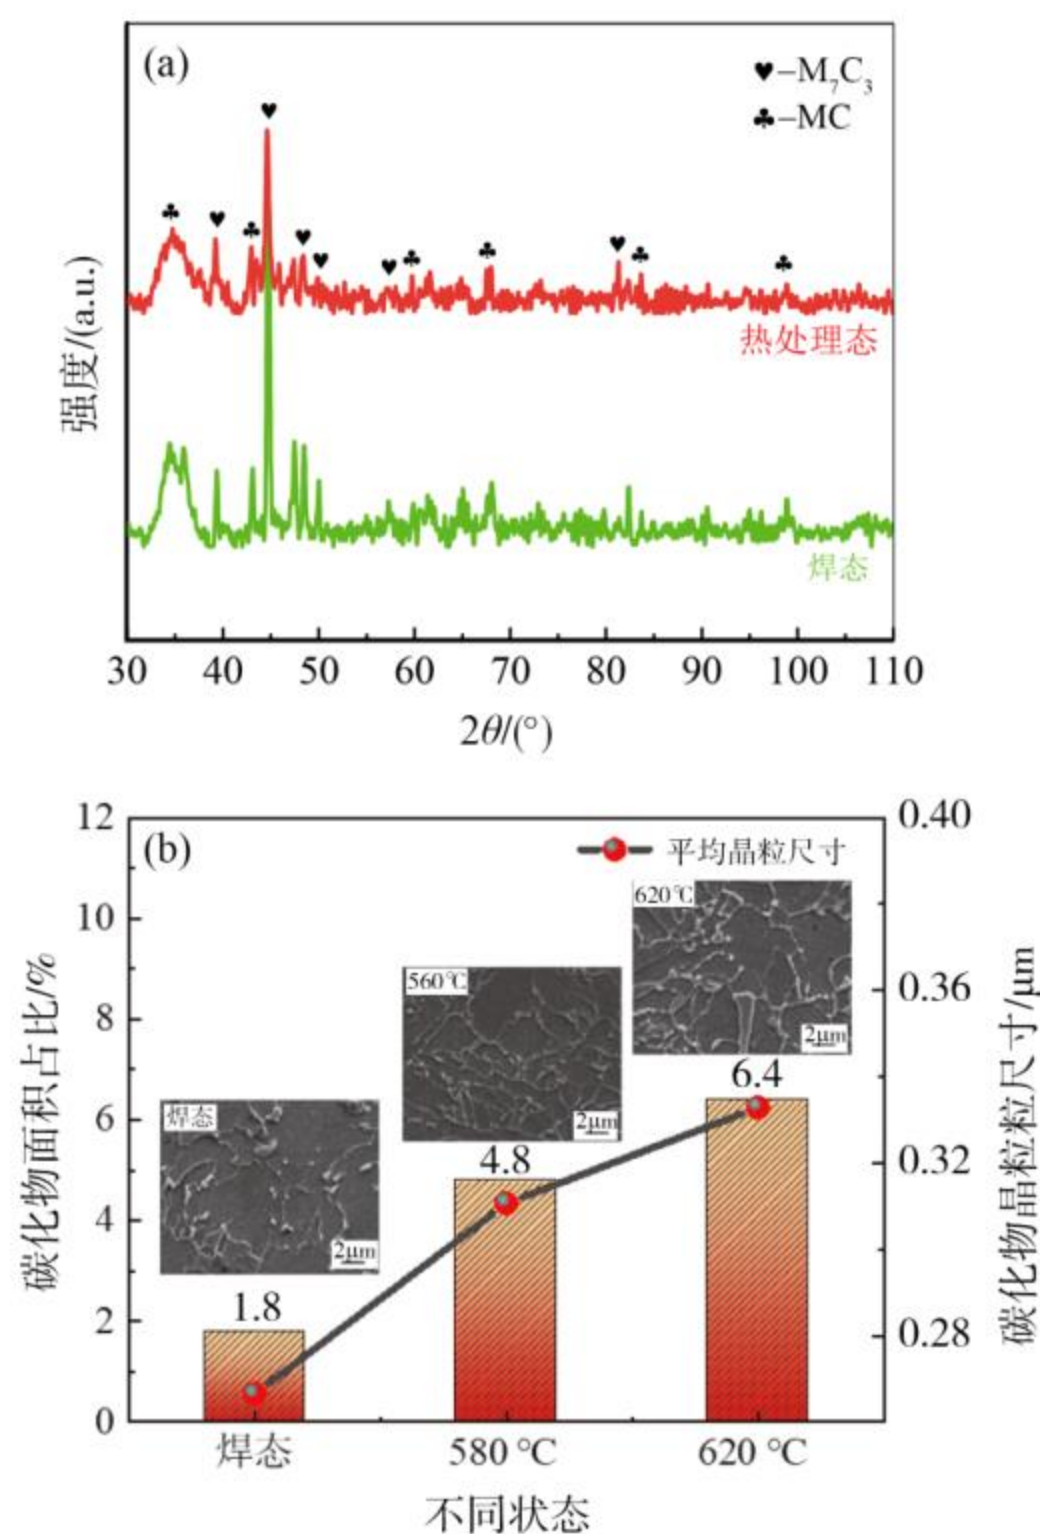 (a)
♥–M₇C₃
♣–MC
强度/(a.u.)
热处理态
焊态
30 40 50 60 70 80 90 100 110
2θ/(°)
(b)
平均晶粒尺寸
12
10
8
6
4
2
0
碳化物面积占比/%
0.40
0.36
0.32
0.28
碳化物晶粒粒尺寸/μm
620℃
2μm
6.4
560℃
2μm
4.8
焊态
2μm
1.8
焊态 580 ℃ 620 ℃
不同状态